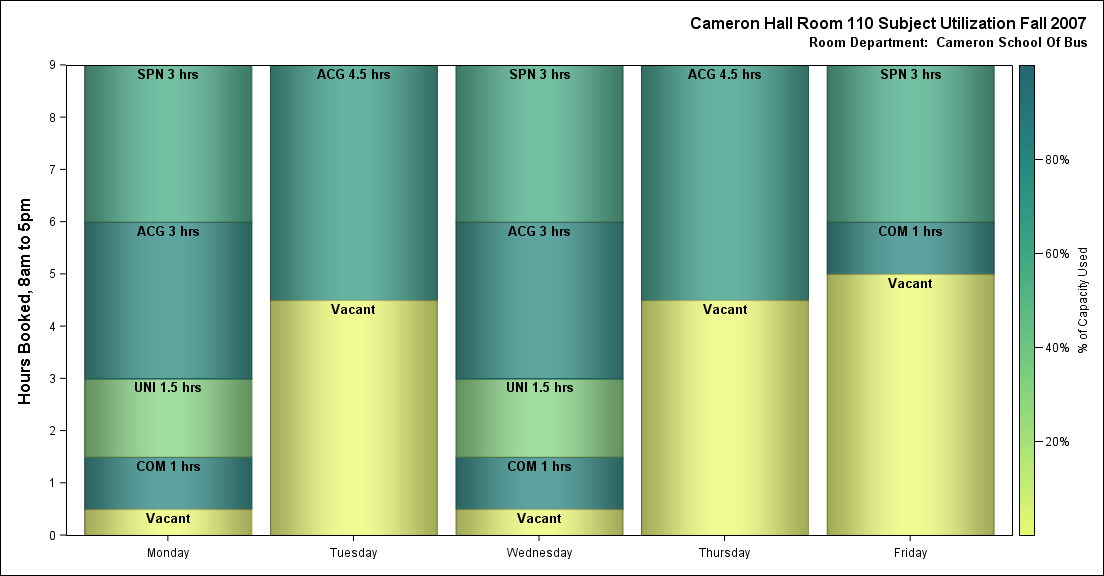 Cameron Hall Room 110 Subject Utilization Fall 2007
Room Department:  Cameron School Of Bus
Hours Booked, 8am to 5pm
9
8
7
6
5
4
3
2
1
0
SPN 3 hrs
ACG 3 hrs
UNI 1.5 hrs
COM 1 hrs
Vacant
Monday
ACG 4.5 hrs
Vacant
Tuesday
SPN 3 hrs
ACG 3 hrs
UNI 1.5 hrs
COM 1 hrs
Vacant
Wednesday
ACG 4.5 hrs
Vacant
Thursday
SPN 3 hrs
COM 1 hrs
Vacant
Friday
80%
60%
40%
20%
% of Capacity Used